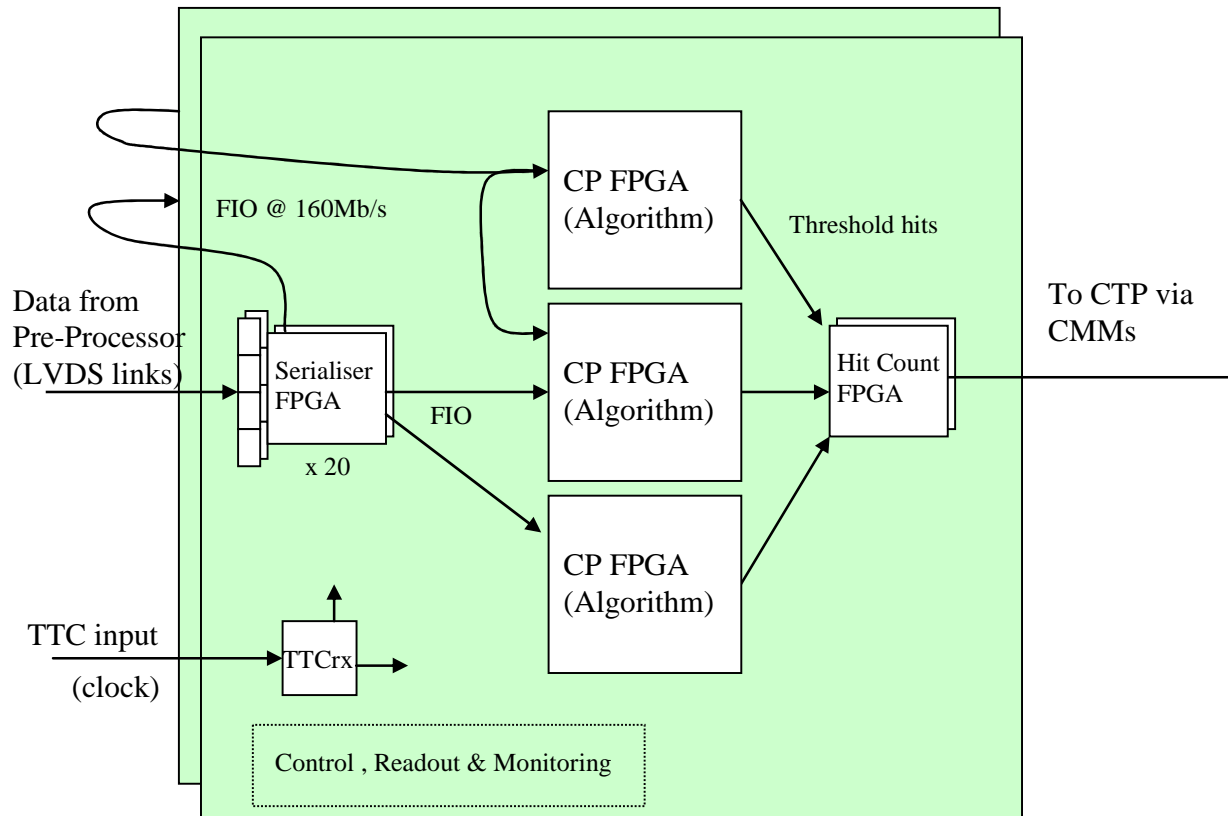 CP FPGA
(Algorithm)
FIO @ 160Mb/s
Threshold hits
Data from
Pre-Processor
(LVDS links)
To CTP via
CMMs
Serialiser
FPGA
x 20
FIO
CP FPGA
(Algorithm)
Hit Count
FPGA
CP FPGA
(Algorithm)
TTC input
(clock)
TTCrx
Control , Readout & Monitoring